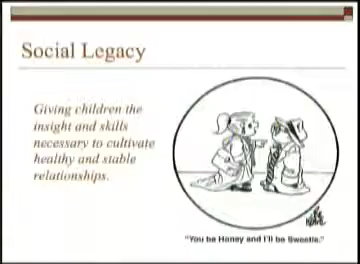 Social Legacy
Giving children the
insight and skills
necessary to cultivate
healthy and stable
relationships.
"You be Honey and I'll be Sweetie."